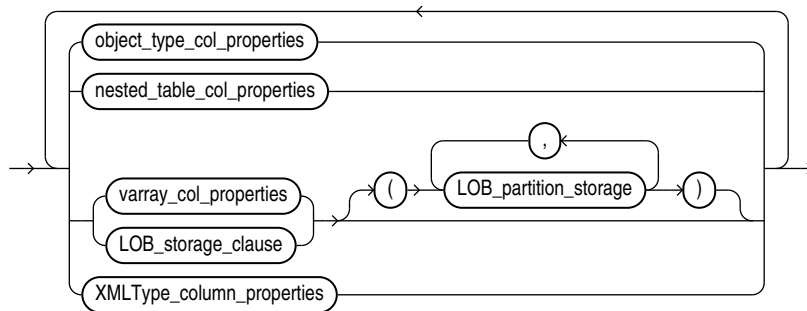 object_type_col_properties
nested_table_col_properties
,
varray_col_properties ( LOB_partition_storage )
LOB_storage_clause
XMLType_column_properties